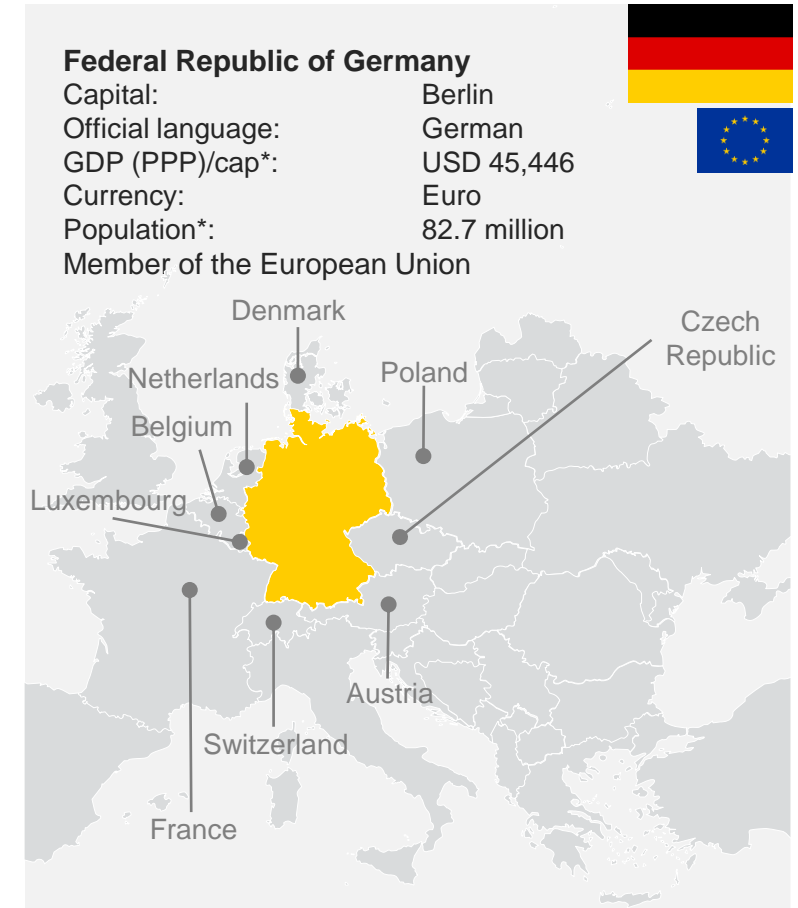 Federal Republic of Germany
Capital: Berlin
Official language: German
GDP (PPP)/cap*: USD 45,446
Currency: Euro
Population*: 82.7 million
Member of the European Union
Denmark
Czech
Republic
Netherlands
Poland
Belgium
Luxembourg
Austria
Switzerland
France